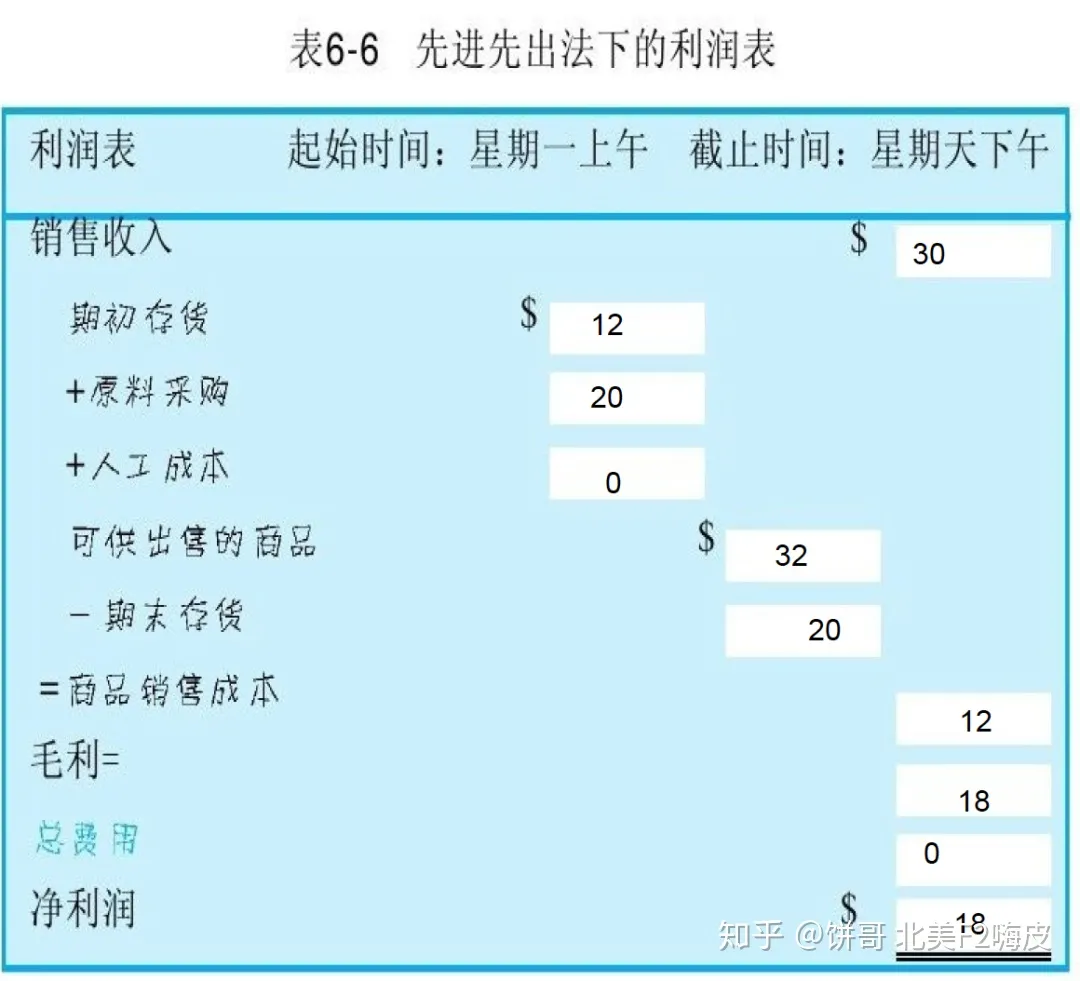 表6-6 先进先出法下的利润表
利润表 起始时间：星期一上午 截止时间：星期天下午
销售收入 $ 30
期初存货 $ 12
+原料采购 20
+人工成本 0
可供出售的商品 $ 32
－期末存货 20
=商品销售成本 12
毛利= 18
总费用 0
净利润 $ 18
知乎 @饼哥 北美F2嗨皮